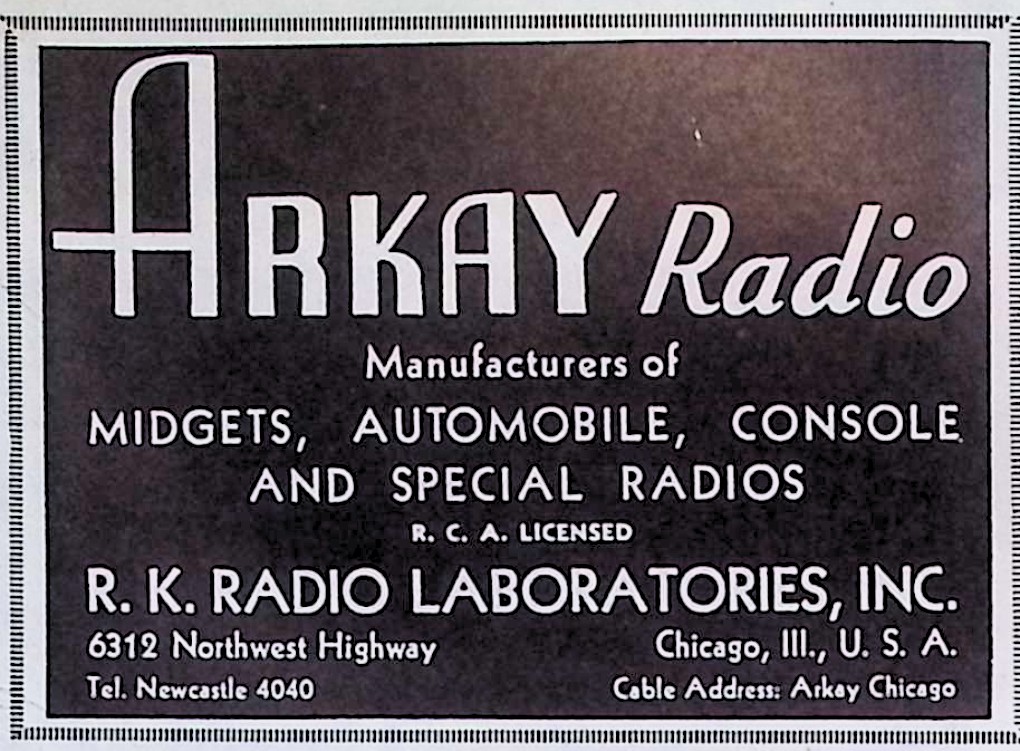 ARKAY Radio
Manufacturers of
MIDGETS, AUTOMOBILE, CONSOLE
AND SPECIAL RADIOS
R. C. A. LICENSED
R. K. RADIO LABORATORIES, INC.
6312 Northwest Highway Chicago, Ill., U. S. A.
Tel. Newcastle 4040 Cable Address: Arkay Chicago